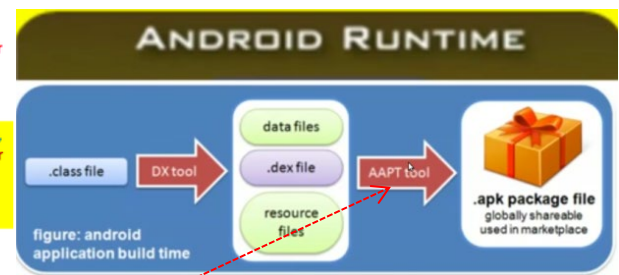 ANDROID RUNTIME
.class file
DX tool
data files
.dex file
resource
files
AAPT tool
.apk package file
globally shareable
used in marketplace
figure: android
application build time